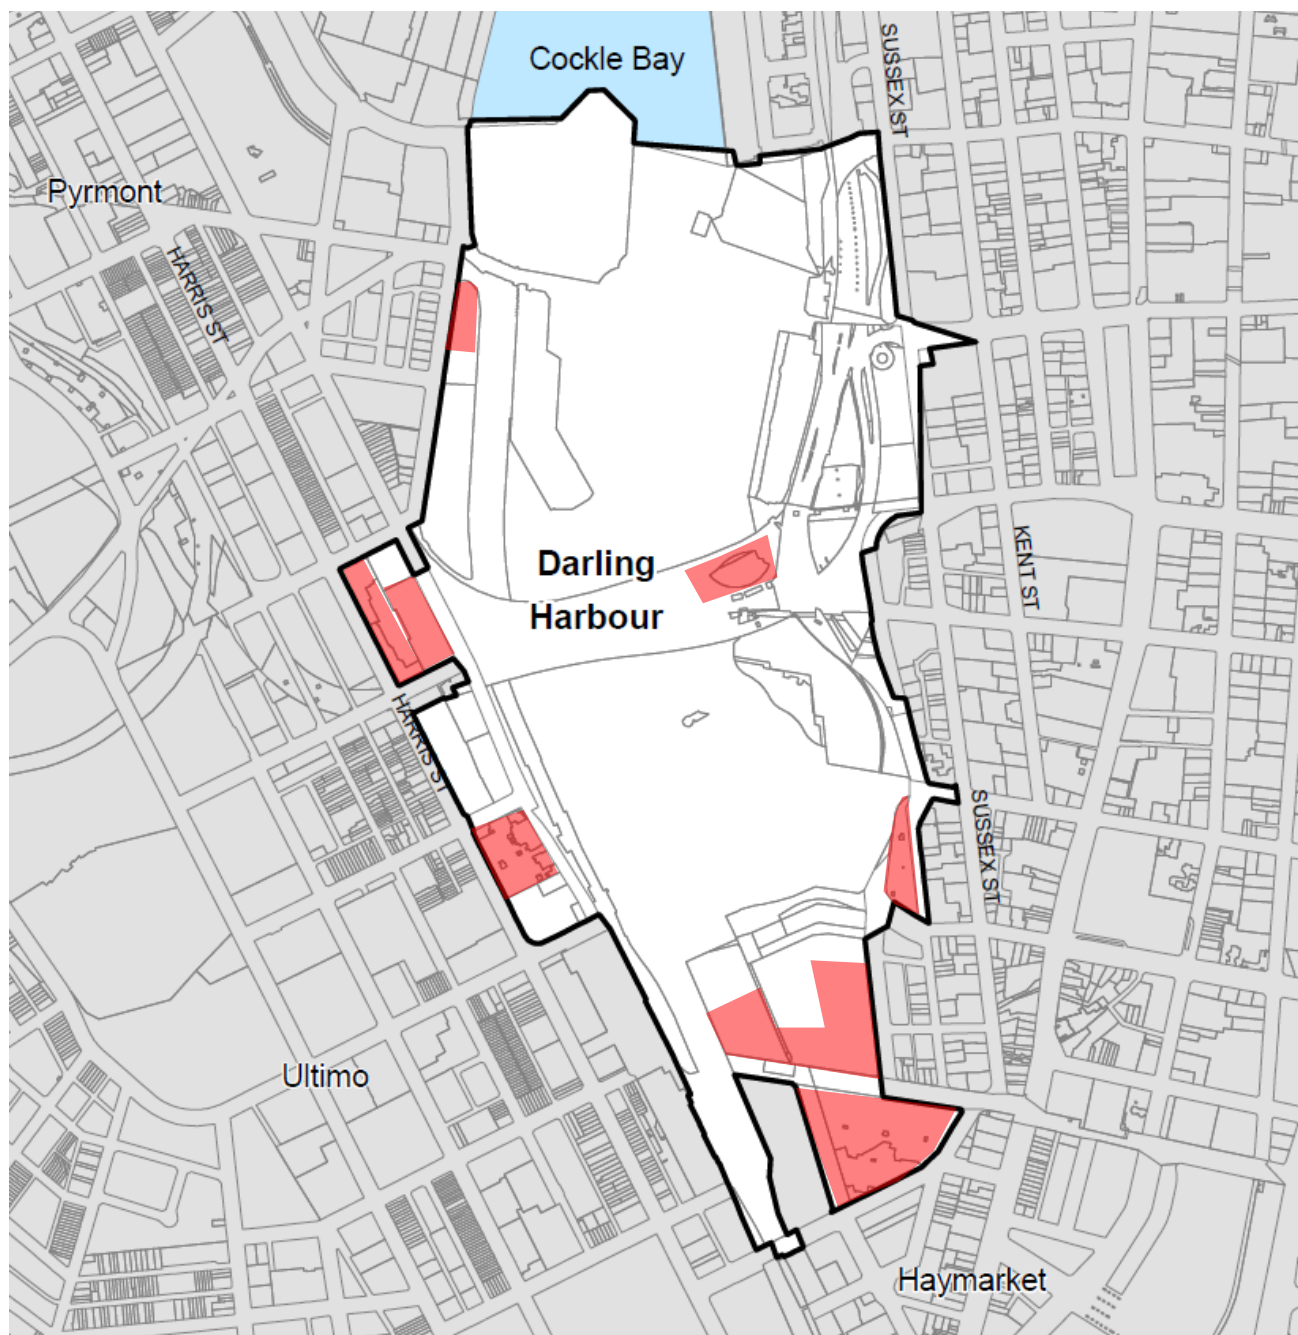 Cockle Bay
SUSSEX ST
Pyrmont
HARRIS ST
KENT ST
Darling
Harbour
HARRIS ST
SUSSEX ST
Ultimo
Haymarket